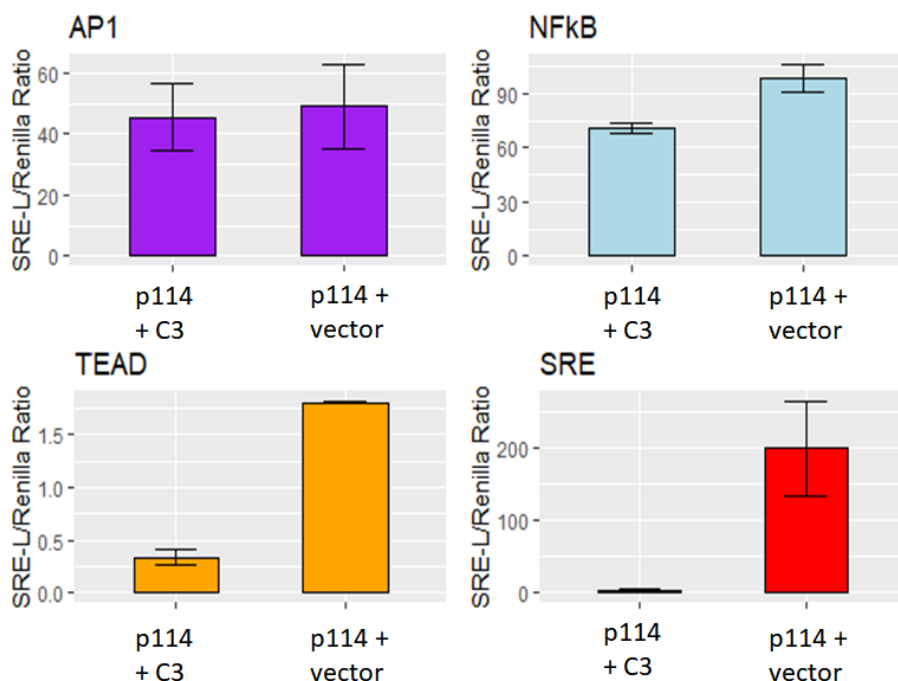 AP1
SRE-L/Renilla Ratio
60
40
20
0
p114
+ C3
p114 +
vector
NFkB
SRE-L/Renilla Ratio
90
60
30
0
p114
+ C3
p114 +
vector
TEAD
SRE-L/Renilla Ratio
1.5
1.0
0.5
0.0
p114
+ C3
p114 +
vector
SRE
SRE-L/Renilla Ratio
200
100
0
p114
+ C3
p114 +
vector